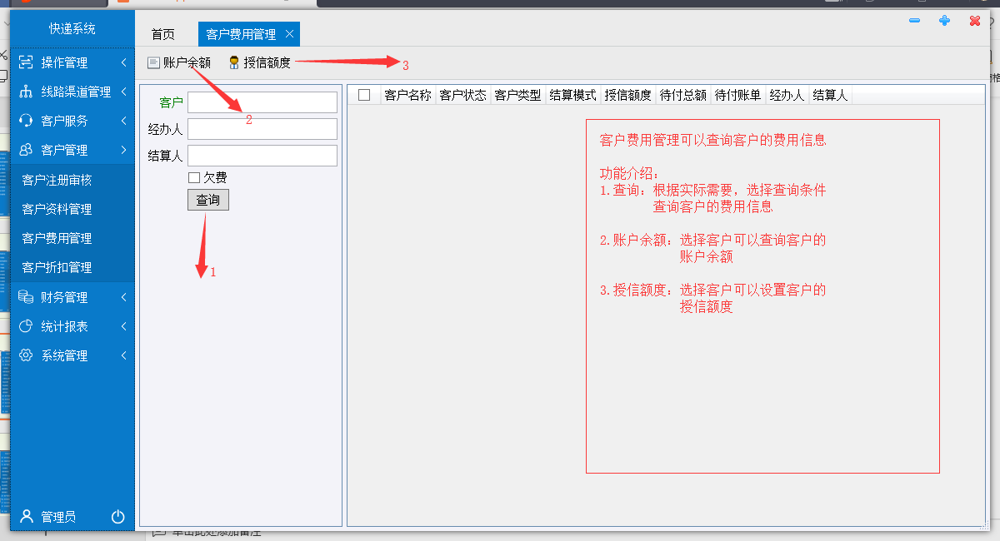 快递系统
操作管理
线路渠道管理
客户服务
客户管理
客户注册审核
客户资料管理
客户费用管理
客户折扣管理
财务管理
统计报表
系统管理
管理员
首页
客户费用管理
账户余额
授信额度
3
客户
2
经办人
结算人
欠费
查询
1
客户名称 客户状态 客户类型 结算模式 授信额度 待付总额 待付账单 经办人 结算人
客户费用管理可以查询客户的费用信息
功能介绍：
1.查询：根据实际需要，选择查询条件
查询客户的费用信息
2.账户余额：选择客户可以查询客户的
账户余额
3.授信额度：选择客户可以设置客户的
授信额度
单击此处添加备注